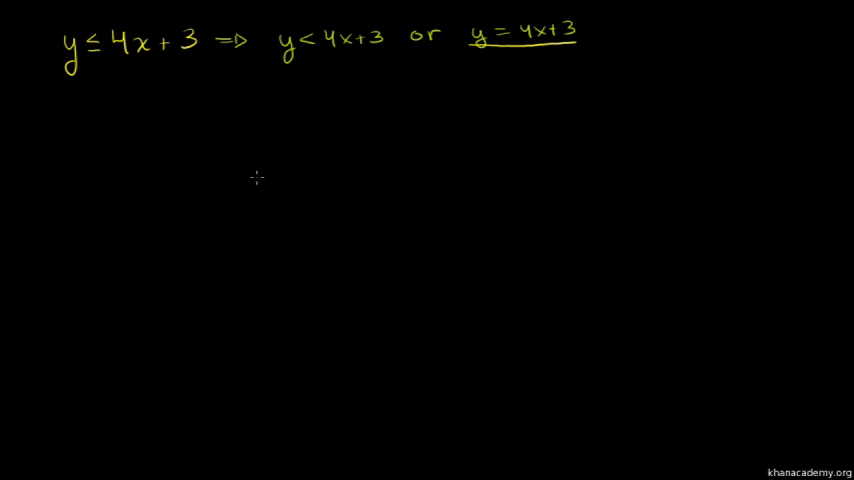 y ≤ 4x + 3 ⇒ y < 4x + 3 or y = 4x + 3
khanacademy.org